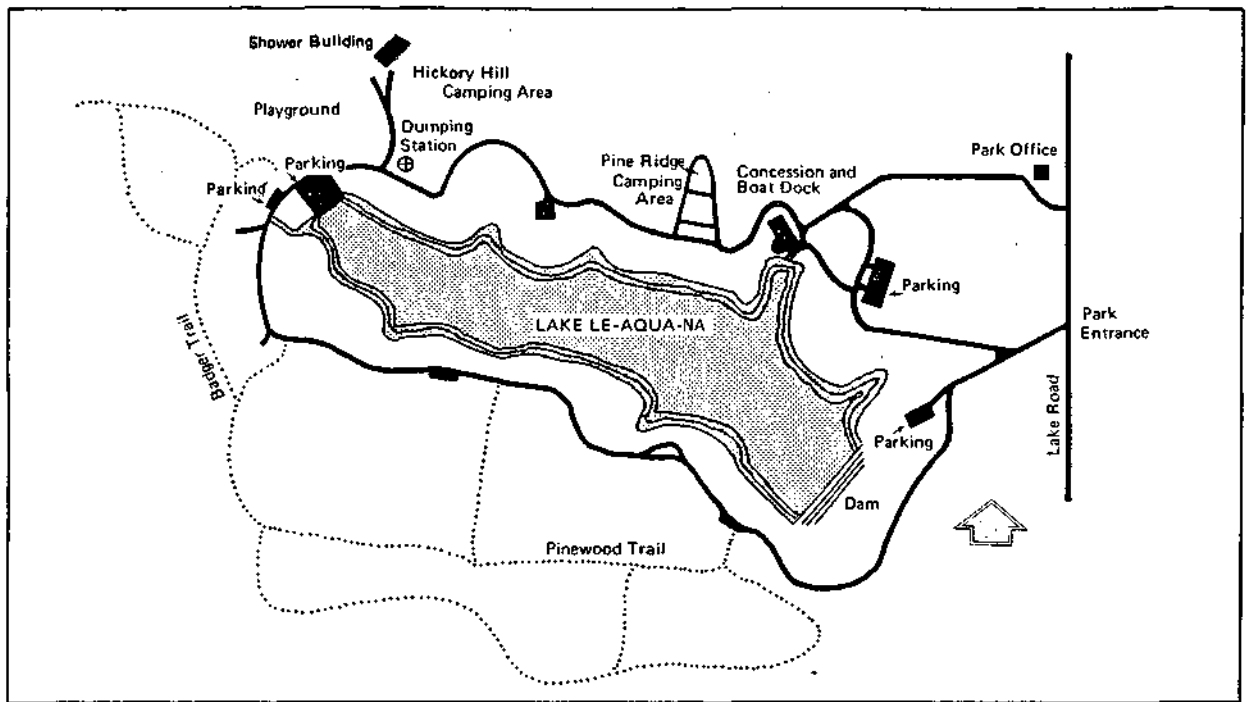 Shower Building
Hickory Hill
Camping Area
Playground
Dumping
Station
Parking
Parking
Pine Ridge
Camping
Area
Concession and
Boat Dock
Park Office
Parking
Park
Entrance
LAKE LE-AQUA-NA
Badger Trail
Parking
Lake Road
Dam
Pinewood Trail